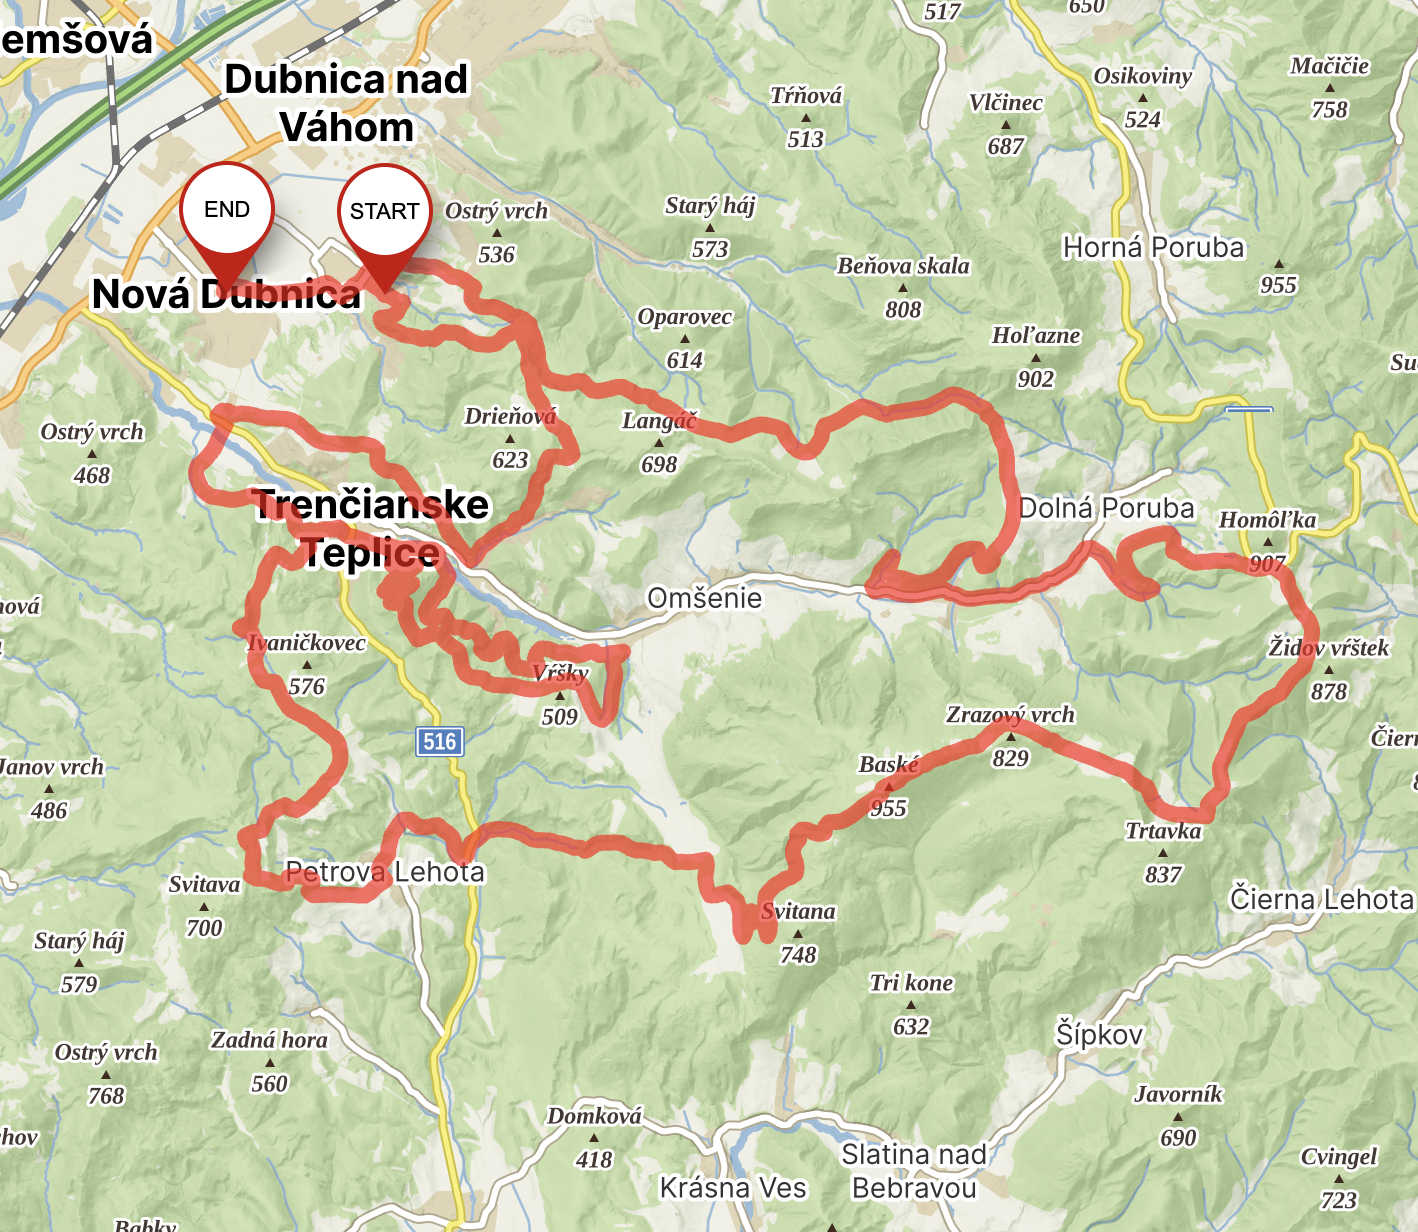 517
650
emšová
Dubnica nad
Váhom
Osikoviny
524
Mačičie
758
Tŕňová
513
Vlčinec
687
END
START
Ostrý vrch
536
Starý háj
573
Horná Poruba
955
Beňova skala
808
Nová Dubnica
Oparovec
614
Hoľazne
902
Su
Ostrý vrch
468
Drieňová
623
Langáč
698
Trenčianske
Teplice
Dolná Poruba
Homôľka
907
Omšenie
nová
Ivaničkovec
576
Vŕšky
509
Židov vŕštek
878
516
Zrazový vrch
829
Čiern
Janov vrch
486
Baské
955
Trtavka
837
Petrova Lehota
Svitava
700
Čierna Lehota
Svitana
748
Starý háj
579
Tri kone
632
Zadná hora
560
Šípkov
Ostrý vrch
768
Javorník
690
Domková
418
chov
Slatina nad
Bebravou
Krásna Ves
Cvingel
723
Babky